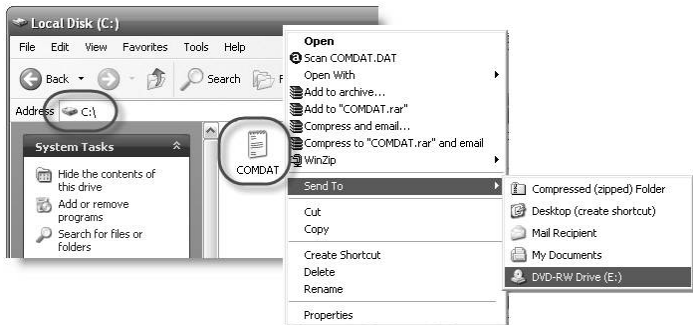 Local Disk (C:)
File Edit View Favorites Tools Help
Back Search F
Address C:\
System Tasks
Hide the contents of
this drive
Add or remove
programs
Search for files or
folders
COMDAT
Open
Scan COMDAT.DAT
Open With
Add to archive...
Add to "COMDAT.rar"
Compress and email...
Compress to "COMDAT.rar" and email
WinZip
Send To
Cut
Copy
Create Shortcut
Delete
Rename
Properties
Compressed (zipped) Folder
Desktop (create shortcut)
Mail Recipient
My Documents
DVD-RW Drive (E:)